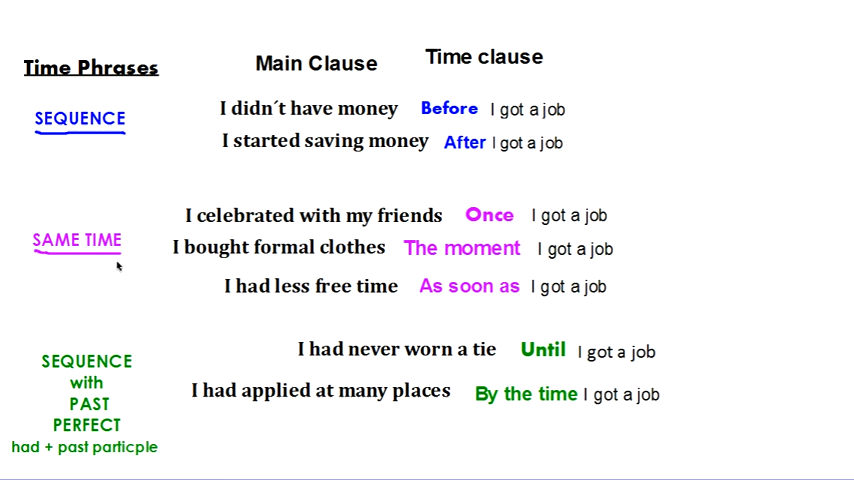 Time Phrases Main Clause Time clause
SEQUENCE
I didn´t have money Before I got a job
I started saving money After I got a job
SAME TIME
I celebrated with my friends Once I got a job
I bought formal clothes The moment I got a job
I had less free time As soon as I got a job
SEQUENCE
with
PAST
PERFECT
had + past particple
I had never worn a tie Until I got a job
I had applied at many places By the time I got a job